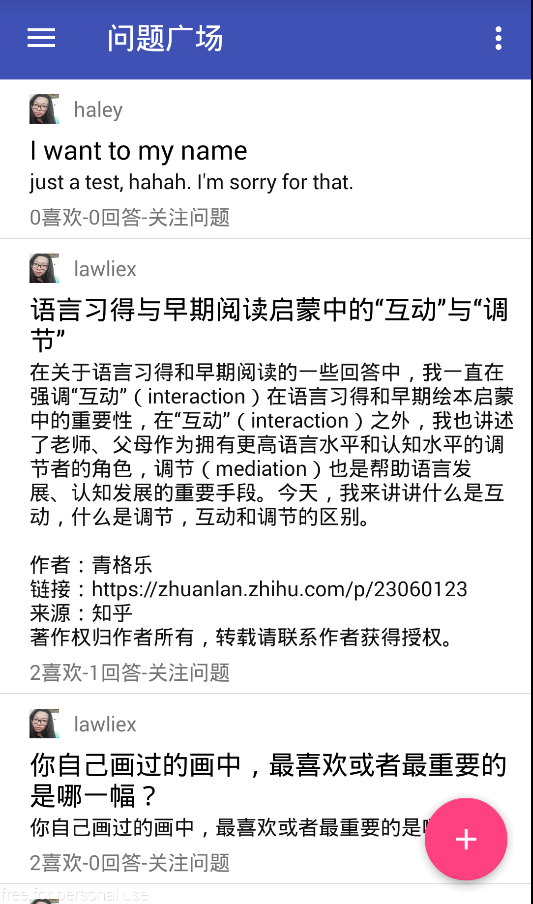 问题广场
haley
I want to my name
just a test, hahah. I'm sorry for that.
0喜欢-0回答-关注问题
lawliex
语言习得与早期阅读启蒙中的“互动”与“调
节”
在关于语言习得和早期阅读的一些回答中，我一直在
强调“互动”（interaction）在语言习得和早期绘本启蒙
中的重要性，在“互动”（interaction）之外，我也讲述
了老师、父母作为拥有更高语言水平和认知水平的调
节者的角色，调节（mediation）也是帮助语言发
展、认知发展的重要手段。今天，我来讲讲什么是互
动，什么是调节，互动和调节的区别。
作者：青格乐
链接：https://zhuanlan.zhihu.com/p/23060123
来源：知乎
著作权归作者所有，转载请联系作者获得授权。
2喜欢-1回答-关注问题
lawliex
你自己画过的画中，最喜欢或者最重要的
是哪一幅？
你自己画过的画中，最喜欢或者最重要的是
2喜欢-0回答-关注问题
free for personal use